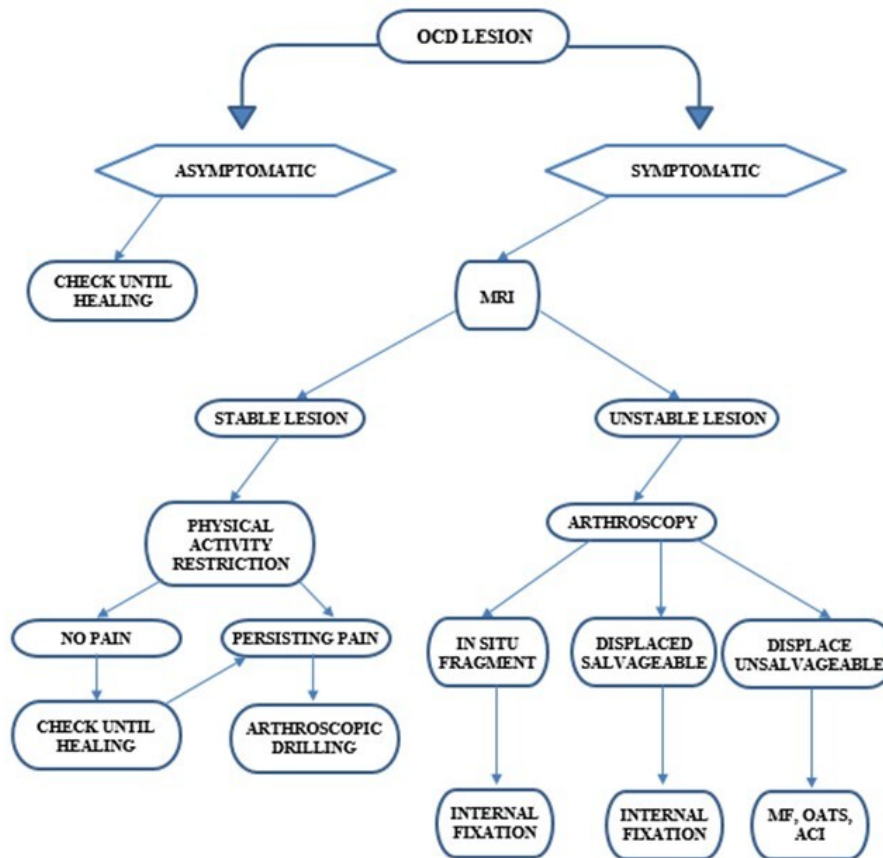 OCD LESION
ASYMPTOMATIC
SYMPTOMATIC
CHECK UNTIL
HEALING
MRI
STABLE LESION
UNSTABLE LESION
PHYSICAL
ACTIVITY
RESTRICTION
ARTHROSCOPY
NO PAIN
PERSISTING PAIN
IN SITU
FRAGMENT
DISPLACED
SALVAGEABLE
DISPLACE
UNSALVAGEABLE
CHECK UNTIL
HEALING
ARTHROSCOPIC
DRILLING
INTERNAL
FIXATION
INTERNAL
FIXATION
MF, OATS,
ACI